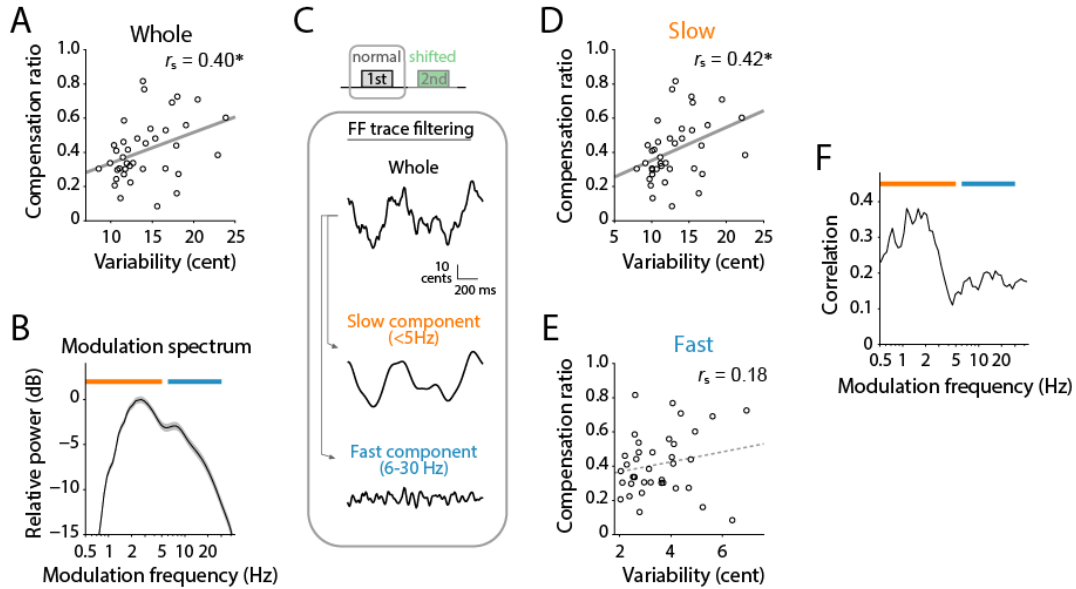 A
Whole
r_s = 0.40*
Compensation ratio
1.0
0.8
0.6
0.4
0.2
0
10 15 20 25
Variability (cent)
B
Modulation spectrum
Relative power (dB)
0
−5
−10
−15
0.5 1 2 5 10 20
Modulation frequency (Hz)
C
normal shifted
1st 2nd
FF trace filtering
Whole
10
cents
200 ms
Slow component
(<5Hz)
Fast component
(6-30 Hz)
D
Slow
r_s = 0.42*
Compensation ratio
1.0
0.8
0.6
0.4
0.2
0
5 10 15 20 25
Variability (cent)
E
Fast
r_s = 0.18
Compensation ratio
1.0
0.8
0.6
0.4
0.2
0
2 4 6
Variability (cent)
F
Correlation
0.4
0.3
0.2
0.1
0
0.5 1 2 5 10 20
Modulation frequency (Hz)